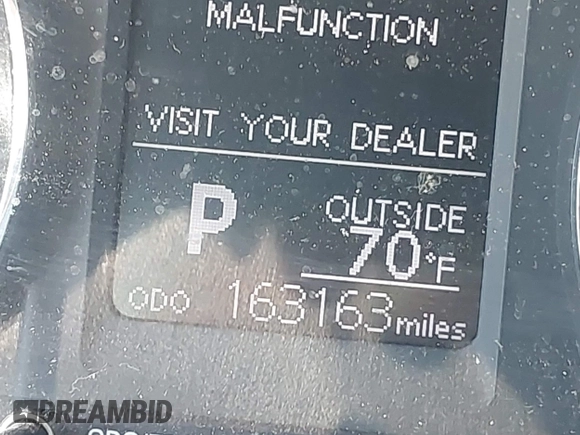 MALFUNCTION
VISIT YOUR DEALER
P
OUTSIDE
70°F
ODO 163163 miles
DREAMBID